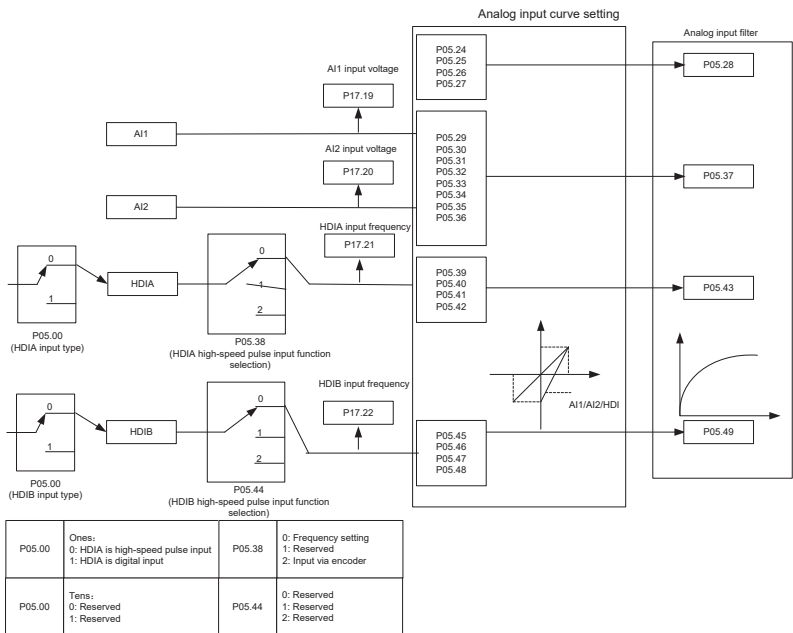 Analog input curve setting
Analog input filter
P05.24
P05.25
P05.26
P05.27
P05.28
AI1 input voltage
P17.19
AI1
P05.29
P05.30
P05.31
P05.32
P05.33
P05.34
P05.35
P05.36
P05.37
AI2 input voltage
P17.20
AI2
HDIA input frequency
P17.21
0
1
P05.00
(HDIA input type)
HDIA
0
1
2
P05.38
(HDIA high-speed pulse input function
selection)
P05.39
P05.40
P05.41
P05.42
P05.43
AI1/AI2/HDI
HDIB input frequency
P17.22
0
1
P05.00
(HDIB input type)
HDIB
0
1
2
P05.44
(HDIB high-speed pulse input function
selection)
P05.45
P05.46
P05.47
P05.48
P05.49
P05.00
Ones:
0: HDIA is high-speed pulse input
1: HDIA is digital input
P05.38
0: Frequency setting
1: Reserved
2: Input via encoder
P05.00
Tens:
0: Reserved
1: Reserved
P05.44
0: Reserved
1: Reserved
2: Reserved